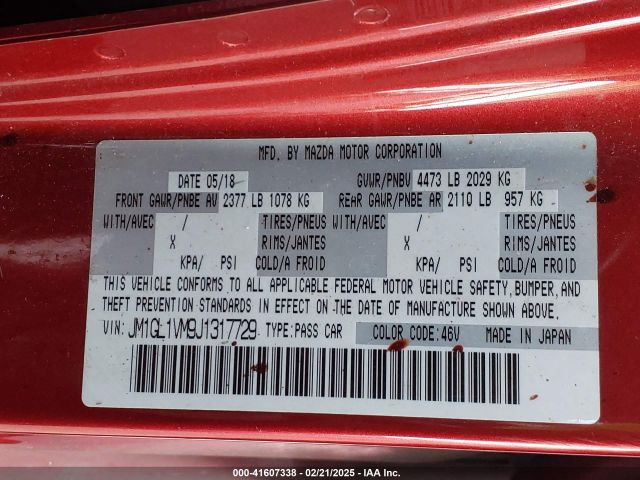 MFD. BY MAZDA MOTOR CORPORATION
DATE 05/18 GVWR/PNBV 4473 LB 2029 KG
FRONT GAWR/PNBE AV 2377 LB 1078 KG REAR GAWR/PNBE AR 2110 LB 957 KG
WITH/AVEC / TIRES/PNEUS WITH/AVEC / TIRES/PNEUS
X RIMS/JANTES X RIMS/JANTES
KPA/ PSI COLD/A FROID KPA/ PSI COLD/A FROID
THIS VEHICLE CONFORMS TO ALL APPLICABLE FEDERAL MOTOR VEHICLE SAFETY, BUMPER, AND
THEFT PREVENTION STANDARDS IN EFFECT ON THE DATE OF MANUFACTURE SHOWN ABOVE.
VIN: JM1GL1VM9J1317729 TYPE: PASS CAR COLOR CODE: 46V MADE IN JAPAN
000-41607338 - 02/21/2025 - IAA Inc.